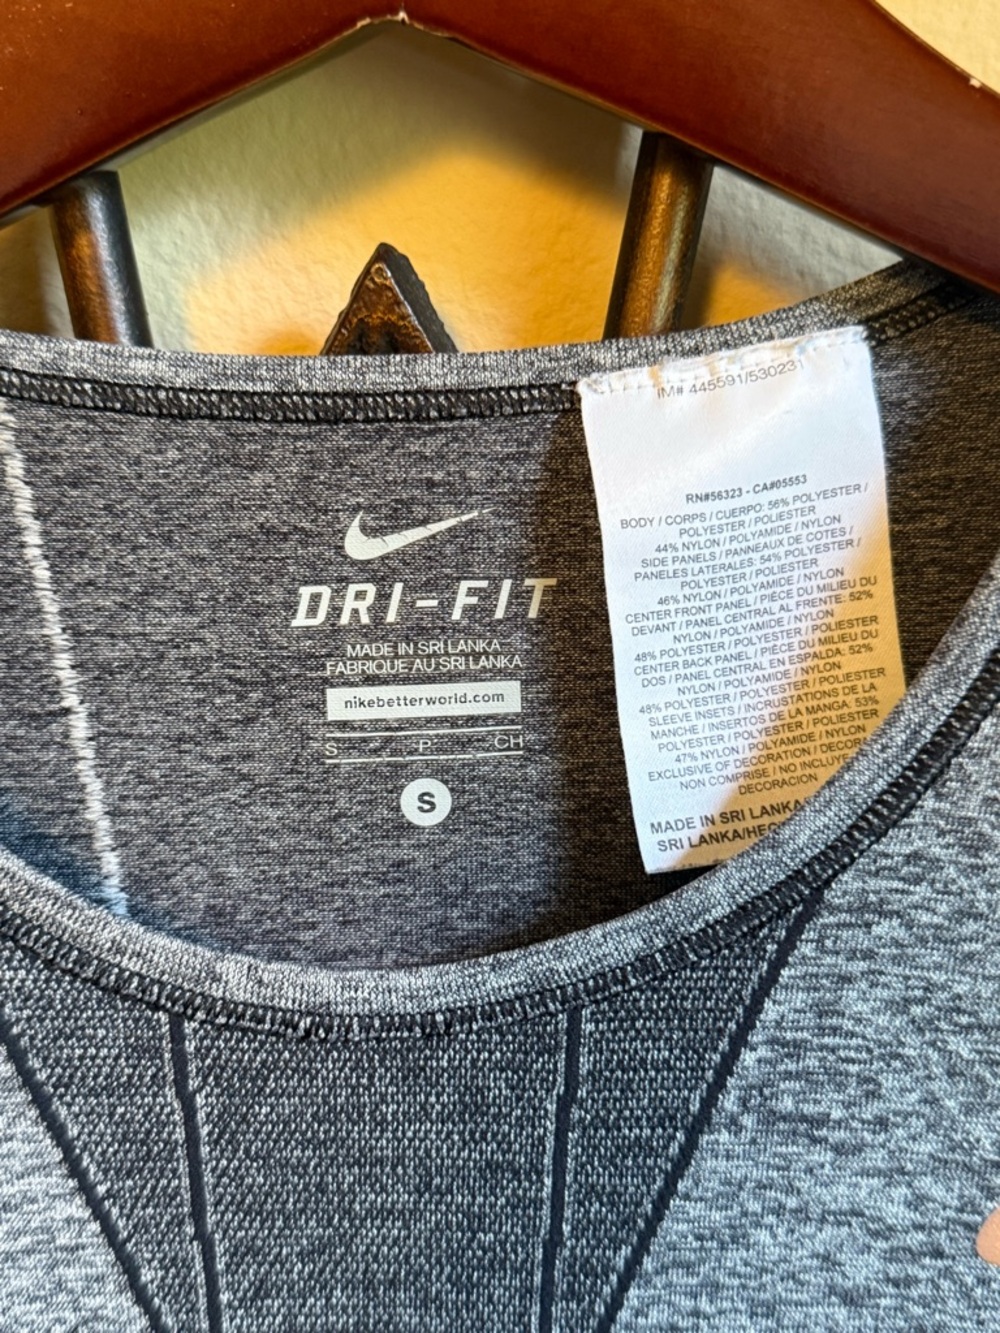 DRI-FIT
MADE IN SRI LANKA
FABRIQUE AU SRI LANKA
nikebetterworld.com
S P CH
S
IM# 445591/530231
RN#56323 - CA#05553
BODY / CORPS / CUERPO: 56% POLYESTER /
POLYESTER / POLIESTER
44% NYLON / POLYAMIDE / NYLON
SIDE PANELS / PANNEAUX DE COTES /
PANELES LATERALES: 54% POLYESTER /
POLYESTER / POLIESTER
46% NYLON / POLYAMIDE / NYLON
CENTER FRONT PANEL / PIÈCE DU MILIEU DU
DEVANT / PANEL CENTRAL AL FRENTE: 52%
NYLON / POLYAMIDE / NYLON
48% POLYESTER / POLYESTER / POLIESTER
CENTER BACK PANEL / PIÈCE DU MILIEU DU
DOS / PANEL CENTRAL EN ESPALDA: 52%
NYLON / POLYAMIDE / NYLON
48% POLYESTER / POLYESTER / POLIESTER
SLEEVE INSETS / INCRUSTATIONS DE LA
MANCHE / INSERTOS DE LA MANGA: 53%
POLYESTER / POLYESTER / POLIESTER
47% NYLON / POLYAMIDE / NYLON
EXCLUSIVE OF DECORATION / DECOR
NON COMPRISE / NO INCLUYE
DECORACION
MADE IN SRI LANKA
SRI LANKA/HEC